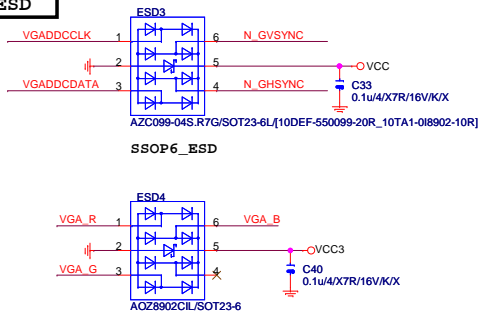 ESD
ESD3
VGADDCCLK 1 6 N_GVSYNC
2 5 VCC
VGADDCDATA 3 4 N_GHSYNC
C33
0.1u/4/X7R/16V/K/X
AZC099-04S.R7G/SOT23-6L/[10DEF-550099-20R_10TA1-0I8902-10R]
SSOP6_ESD
ESD4
VGA_R 1 6 VGA_B
2 5 VCC3
VGA_G 3 4
C40
0.1u/4/X7R/16V/K/X
AOZ8902CIL/SOT23-6